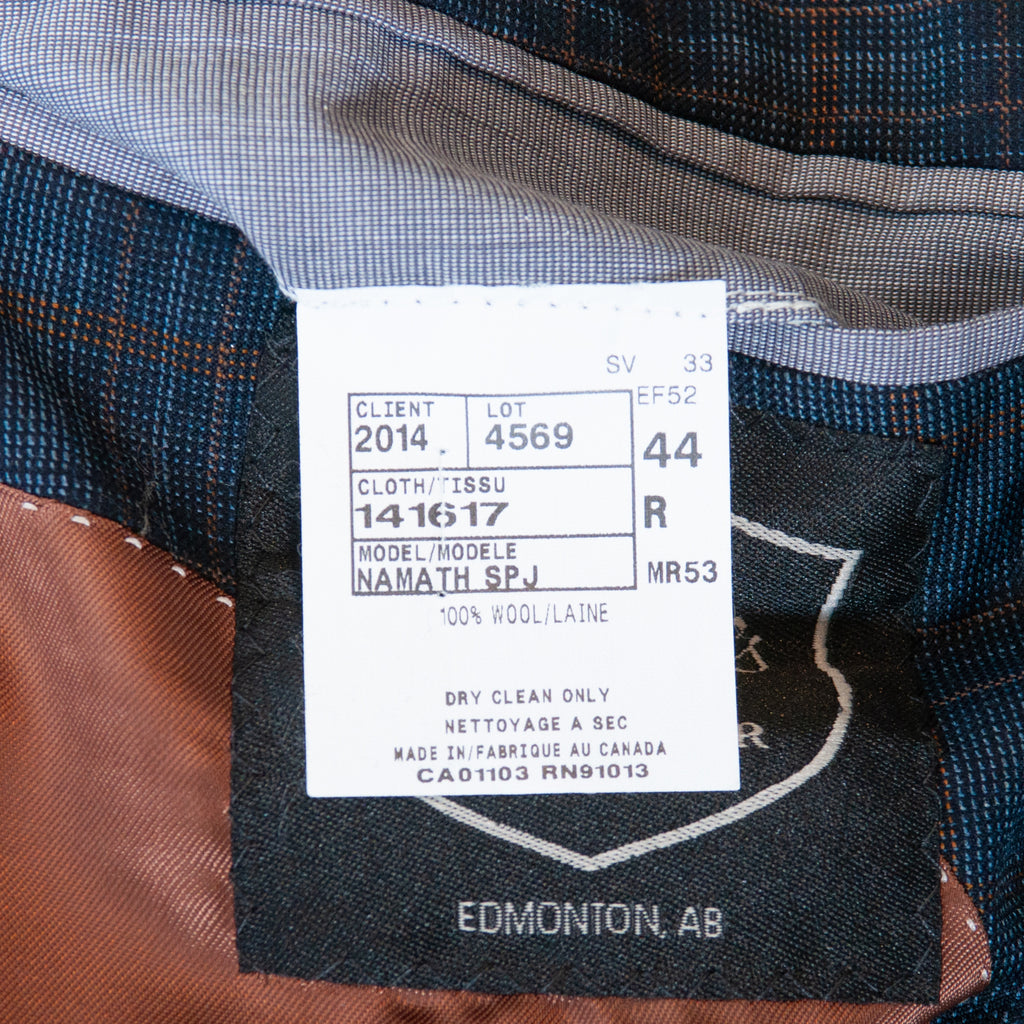 SV 33
EF52
CLIENT LOT
2014 4569
44
CLOTH/TISSU
141617
R
MODEL/MODELE
NAMATH SPJ
MR53
100% WOOL/LAINE
DRY CLEAN ONLY
NETTOYAGE A SEC
MADE IN/FABRIQUE AU CANADA
CA01103 RN91013
&
R
EDMONTON, AB